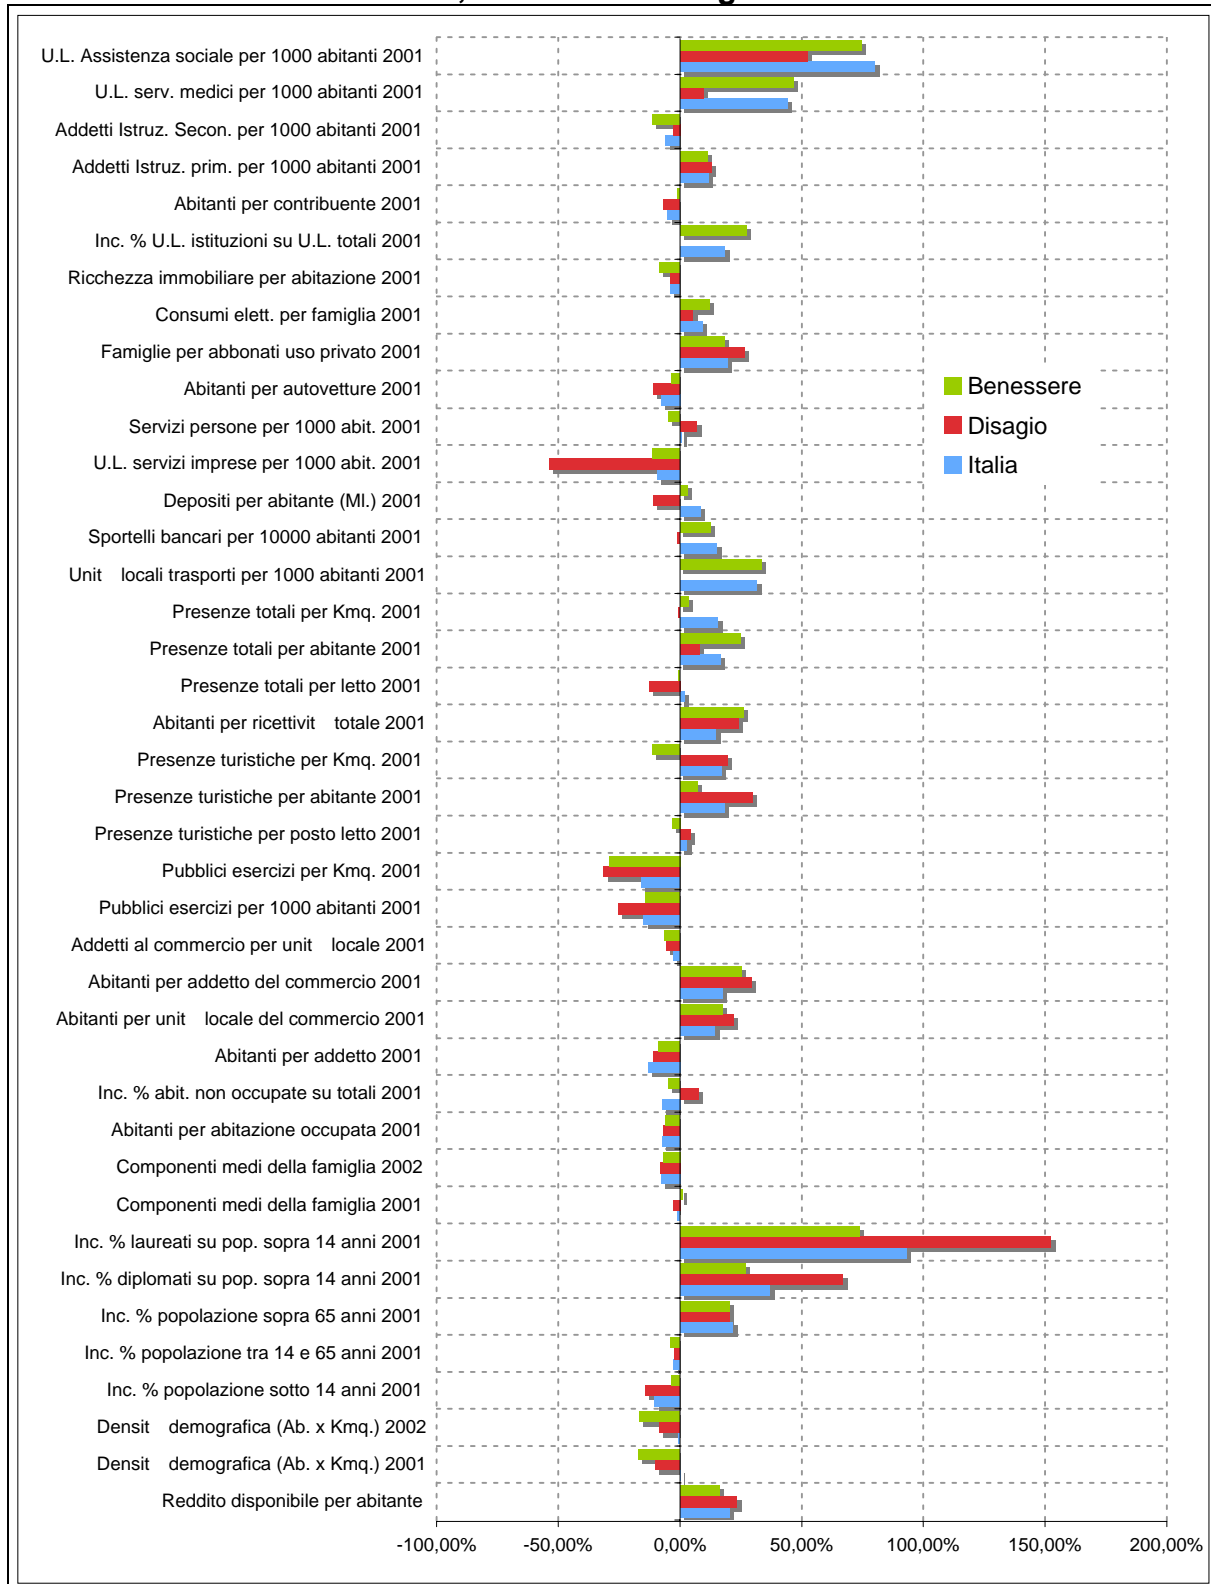 U.L. Assistenza sociale per 1000 abitanti 2001
U.L. serv. medici per 1000 abitanti 2001
Addetti Istruz. Secon. per 1000 abitanti 2001
Addetti Istruz. prim. per 1000 abitanti 2001
Abitanti per contribuente 2001
Inc. % U.L. istituzioni su U.L. totali 2001
Ricchezza immobiliare per abitazione 2001
Consumi elett. per famiglia 2001
Famiglie per abbonati uso privato 2001
Abitanti per autovetture 2001
Servizi persone per 1000 abit. 2001
U.L. servizi imprese per 1000 abit. 2001
Depositi per abitante (Ml.) 2001
Sportelli bancari per 10000 abitanti 2001
Unit locali trasporti per 1000 abitanti 2001
Presenze totali per Kmq. 2001
Presenze totali per abitante 2001
Presenze totali per letto 2001
Abitanti per ricettivit totale 2001
Presenze turistiche per Kmq. 2001
Presenze turistiche per abitante 2001
Presenze turistiche per posto letto 2001
Pubblici esercizi per Kmq. 2001
Pubblici esercizi per 1000 abitanti 2001
Addetti al commercio per unit locale 2001
Abitanti per addetto del commercio 2001
Abitanti per unit locale del commercio 2001
Abitanti per addetto 2001
Inc. % abit. non occupate su totali 2001
Abitanti per abitazione occupata 2001
Componenti medi della famiglia 2002
Componenti medi della famiglia 2001
Inc. % laureati su pop. sopra 14 anni 2001
Inc. % diplomati su pop. sopra 14 anni 2001
Inc. % popolazione sopra 65 anni 2001
Inc. % popolazione tra 14 e 65 anni 2001
Inc. % popolazione sotto 14 anni 2001
Densit demografica (Ab. x Kmq.) 2002
Densit demografica (Ab. x Kmq.) 2001
Reddito disponibile per abitante
Benessere
Disagio
Italia
-100,00% -50,00% 0,00% 50,00% 100,00% 150,00% 200,00%